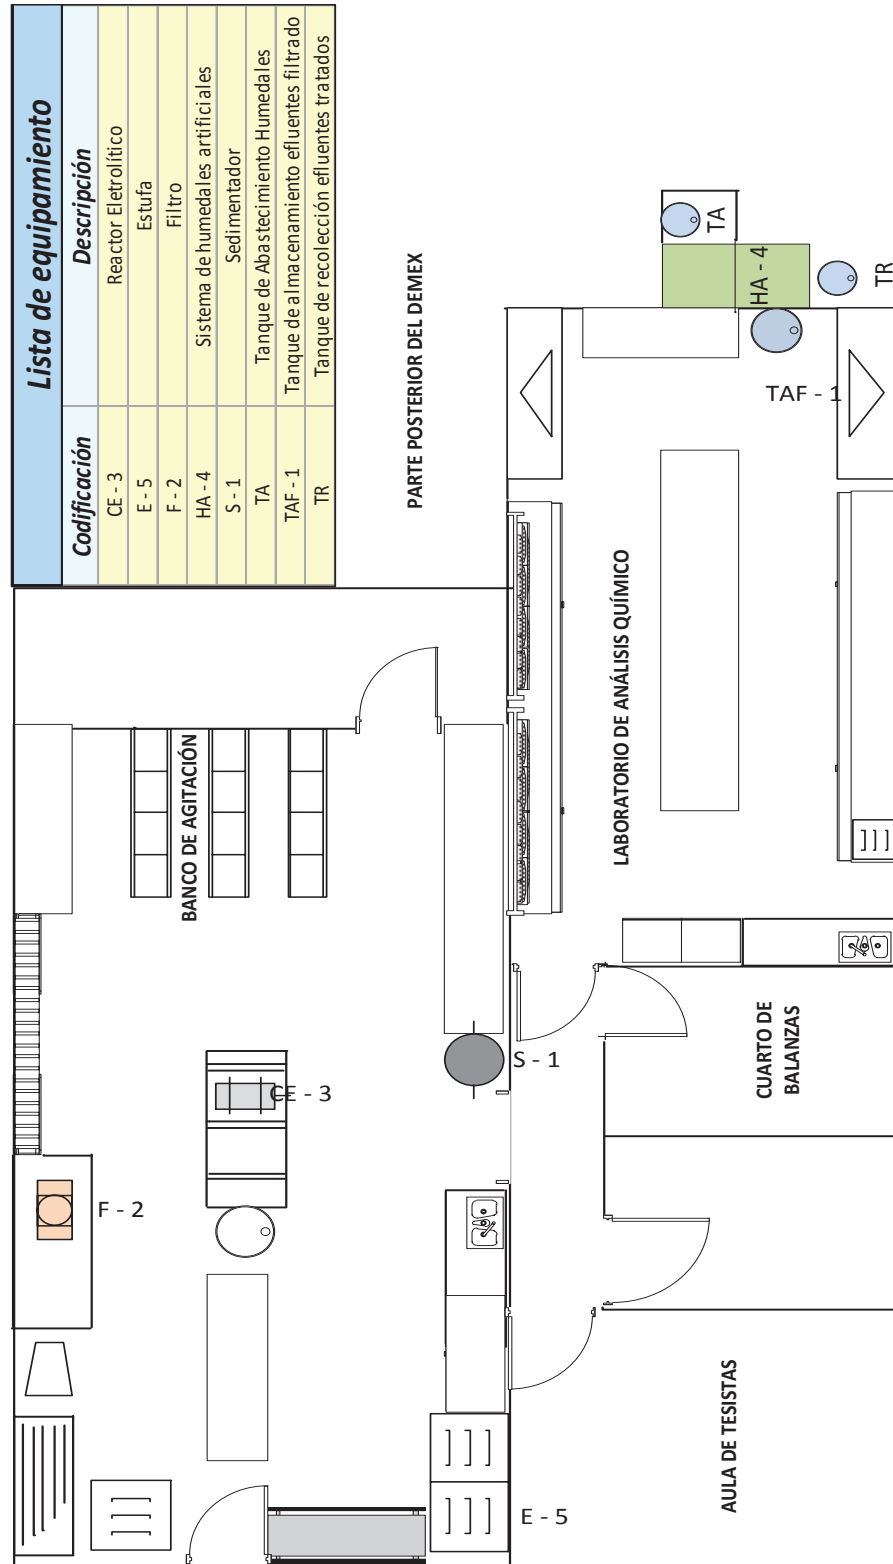 Lista de equipamiento
Codificación Descripción
CE - 3 Reactor Eletrolítico
E - 5 Estufa
F - 2 Filtro
HA - 4 Sistema de humedales artificiales
S - 1 Sedimentador
TA Tanque de Abastecimiento Humedales
TAF - 1 Tanque de almacenamiento efluentes filtrado
TR Tanque de recolección efluentes tratados
PARTE POSTERIOR DEL DEMEX
TA
HA - 4
TR
TAF - 1
LABORATORIO DE ANÁLISIS QUÍMICO
BANCO DE AGITACIÓN
S - 1
CE - 3
CUARTO DE
BALANZAS
F - 2
AULA DE TESISTAS
E - 5